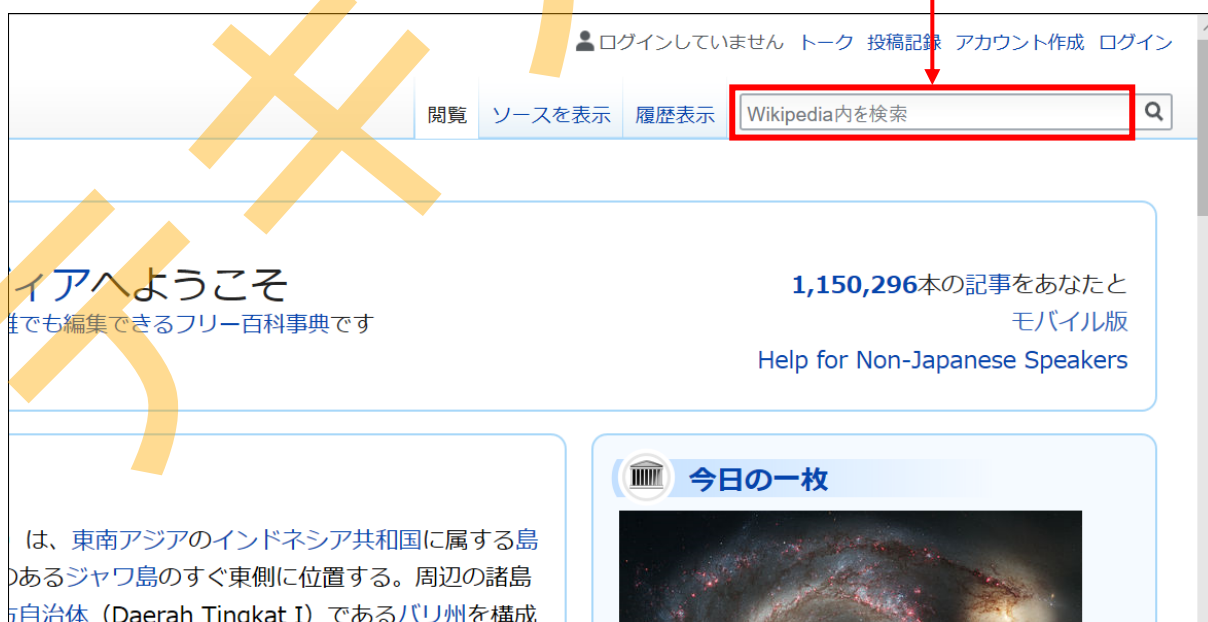 ログインしていません トーク 投稿記録 アカウント作成 ログイン
閲覧 ソースを表示 履歴表示 Wikipedia内を検索
ィアへようこそ
誰でも編集できるフリー百科事典です
1,150,296本の記事をあなたと
モバイル版
Help for Non-Japanese Speakers
今日の一枚
は、東南アジアのインドネシア共和国に属する島
のあるジャワ島のすぐ東側に位置する。周辺の諸島
方自治体（Daerah Tingkat I）であるバリ州を構成